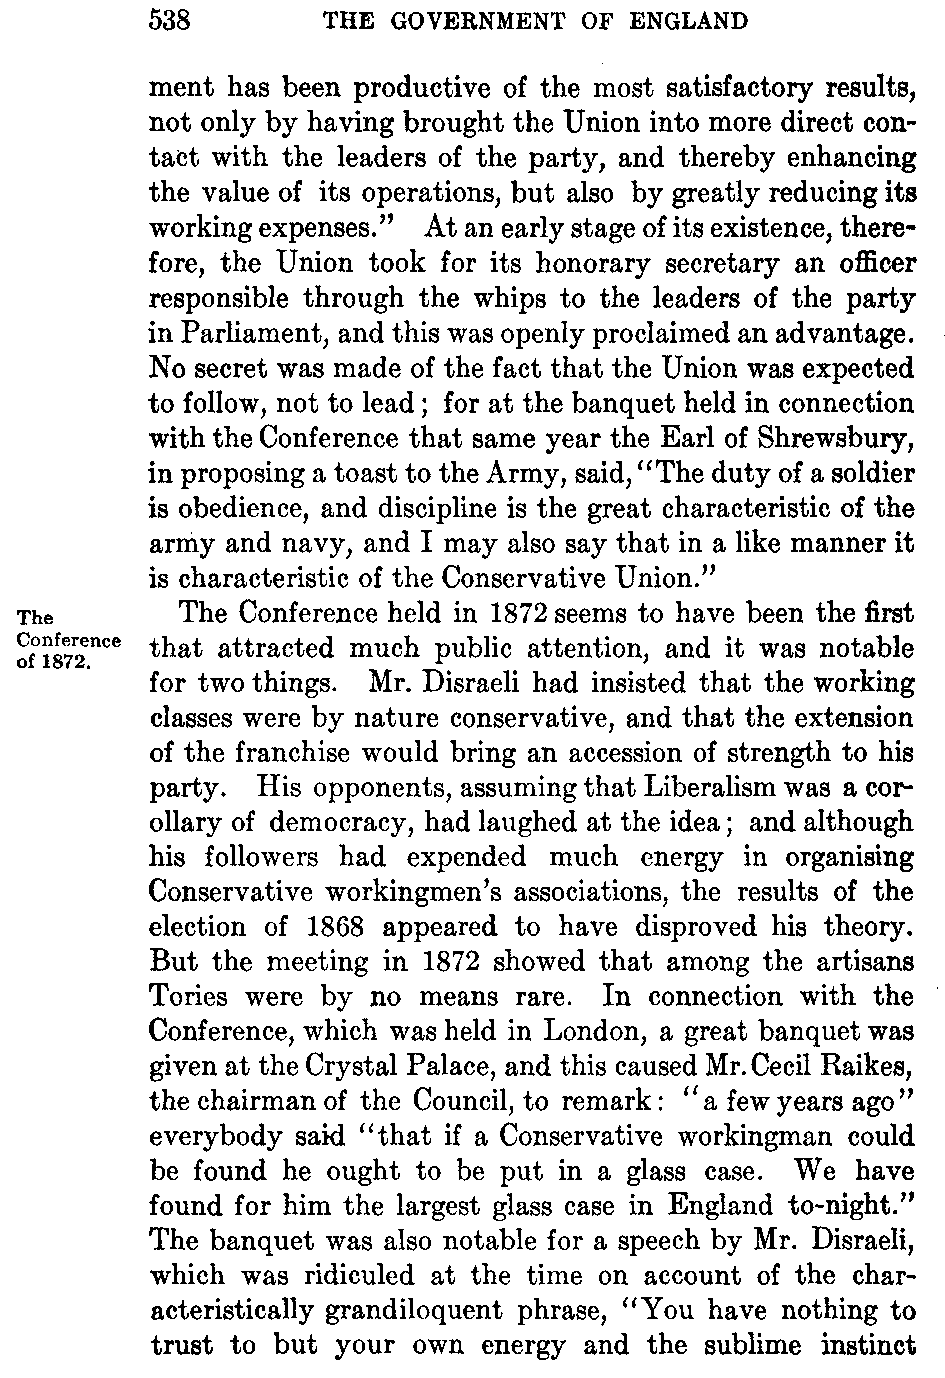 538 THE GOVERNMENT OF ENGLAND
ment has been productive of the most satisfactory results,
not only by having brought the Union into more direct con-
tact with the leaders of the party, and thereby enhancing
the value of its operations, but also by greatly reducing its
working expenses." At an early stage of its existence, there-
fore, the Union took for its honorary secretary an officer
responsible through the whips to the leaders of the party
in Parliament, and this was openly proclaimed an advantage.
No secret was made of the fact that the Union was expected
to follow, not to lead; for at the banquet held in connection
with the Conference that same year the Earl of Shrewsbury,
in proposing a toast to the Army, said, "The duty of a soldier
is obedience, and discipline is the great characteristic of the
army and navy, and I may also say that in a like manner it
is characteristic of the Conservative Union."
The
Conference
of 1872.
The Conference held in 1872 seems to have been the first
that attracted much public attention, and it was notable
for two things. Mr. Disraeli had insisted that the working
classes were by nature conservative, and that the extension
of the franchise would bring an accession of strength to his
party. His opponents, assuming that Liberalism was a cor-
ollary of democracy, had laughed at the idea; and although
his followers had expended much energy in organising
Conservative workingmen's associations, the results of the
election of 1868 appeared to have disproved his theory.
But the meeting in 1872 showed that among the artisans
Tories were by no means rare. In connection with the
Conference, which was held in London, a great banquet was
given at the Crystal Palace, and this caused Mr. Cecil Raikes,
the chairman of the Council, to remark: "a few years ago"
everybody said "that if a Conservative workingman could
be found he ought to be put in a glass case. We have
found for him the largest glass case in England to-night."
The banquet was also notable for a speech by Mr. Disraeli,
which was ridiculed at the time on account of the char-
acteristically grandiloquent phrase, "You have nothing to
trust to but your own energy and the sublime instinct